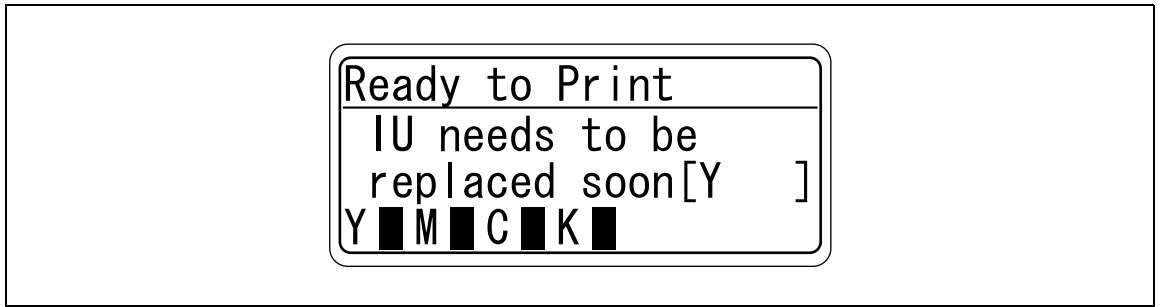 Ready to Print
IU needs to be
replaced soon[Y   ]
Y■M■C■K■